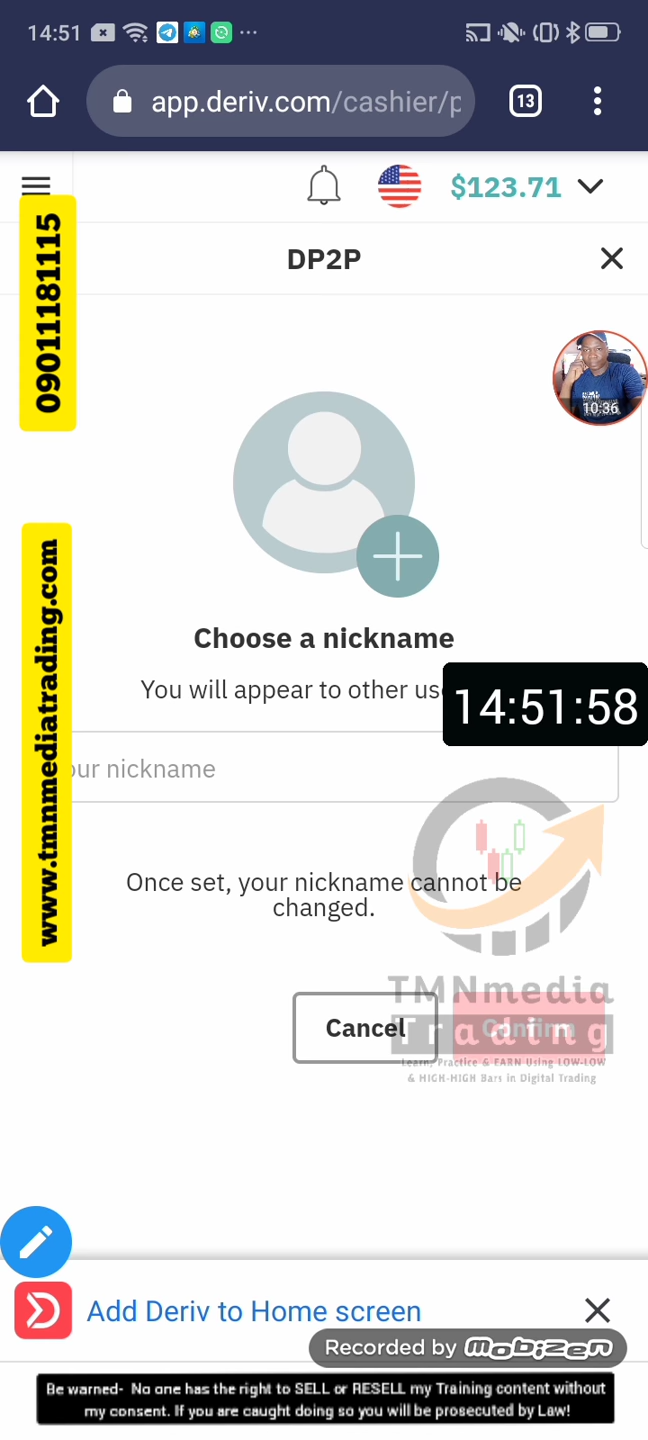 14:51
app.deriv.com/cashier/p
13
$123.71
DP2P
09011181115
10:36
Choose a nickname
You will appear to other us
14:51:58
our nickname
www.tmnmediatrading.com
Once set, your nickname cannot be
changed.
TMNmedia
Trading
Cancel
Confirm
Learn, Practice & EARN Using LOW-LOW
& HIGH-HIGH Bars in Digital Trading
Add Deriv to Home screen
Recorded by mobizen
Be warned- No one has the right to SELL or RESELL my Training content without
my consent. If you are caught doing so you will be prosecuted by Law!